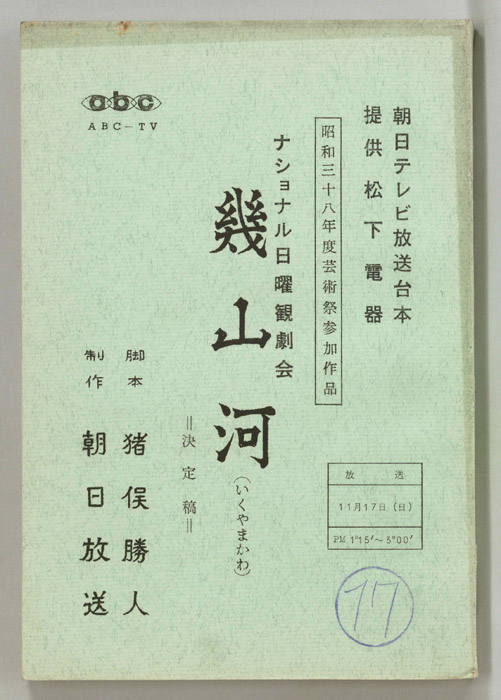 朝日テレビ放送台本
提供松下電器
昭和三十八年度芸術祭参加作品
ナショナル日曜観劇会
幾山河
(いくやまかわ)
＝決定稿＝
脚本 猪俣勝人
制作 朝日放送
abc
ABC-TV
放送
11月17日(日)
PM 1°15′〜3°00′
17